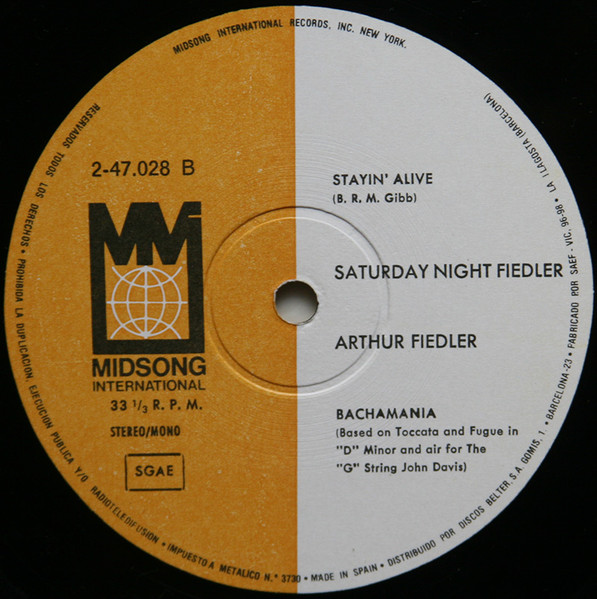 MIDSONG INTERNATIONAL RECORDS, INC. NEW YORK.
2-47.028 B
MM
MIDSONG
INTERNATIONAL
33 1/3 R. P. M.
STEREO/MONO
SGAE
STAYIN' ALIVE
(B. R. M. Gibb)
SATURDAY NIGHT FIEDLER
ARTHUR FIEDLER
BACHAMANIA
(Based on Toccata and Fugue in
"D" Minor and air for The
"G" String John Davis)
RESERVADOS TODOS LOS DERECHOS • PROHIBIDA LA DUPLICACION, EJECUCION PUBLICA Y/O RADIOTELEDIFUSION • IMPUESTO A METALICO N.° 3730 • MADE IN SPAIN • DISTRIBUIDO POR DISCOS BELTER, S.A. GOMIS, 1. • BARCELONA-23 • FABRICADO POR SAEF - VIC, 96-98 • LA LLAGOSTA (BARCELONA)